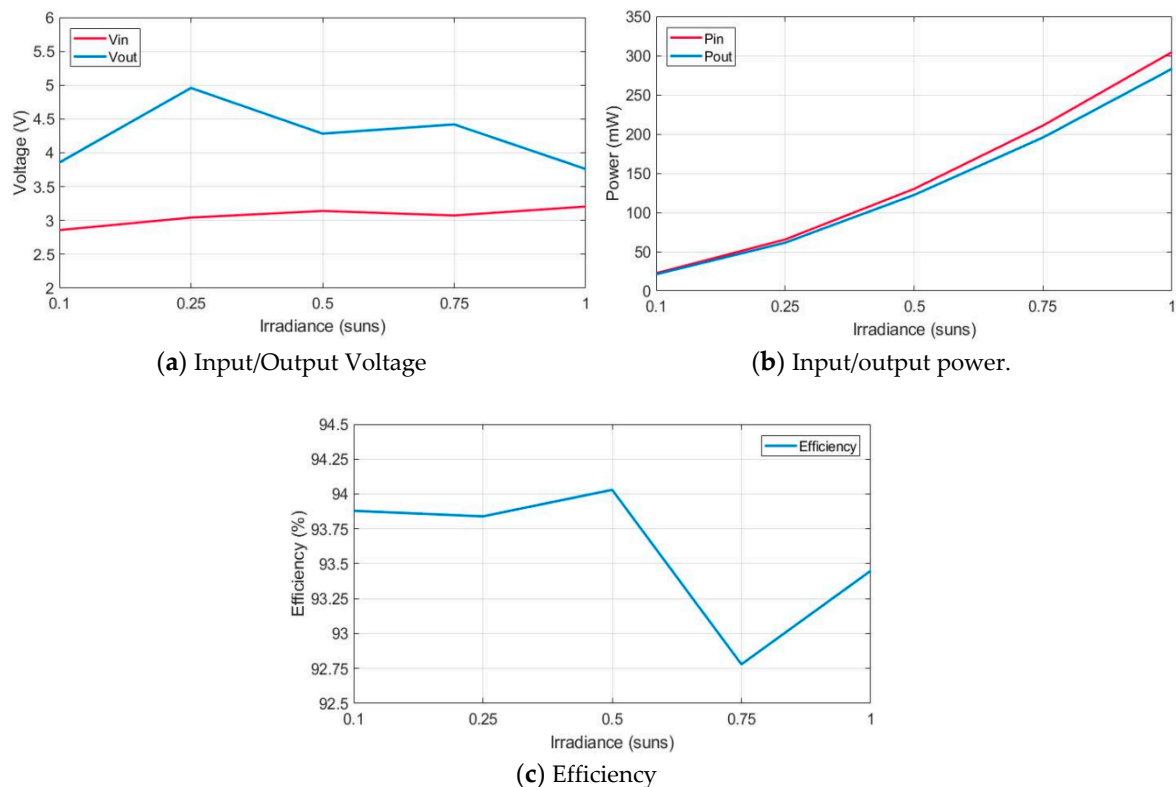 6
5.5
5
4.5
4
3.5
3
2.5
2
Voltage (V)
Vin
Vout
0.1 0.25 0.5 0.75 1
Irradiance (suns)
(a) Input/Output Voltage
350
300
250
200
150
100
50
0
Power (mW)
Pin
Pout
0.1 0.25 0.5 0.75 1
Irradiance (suns)
(b) Input/output power.
94.5
94.25
94
93.75
93.5
93.25
93
92.75
92.5
Efficiency (%)
Efficiency
0.1 0.25 0.5 0.75 1
Irradiance (suns)
(c) Efficiency